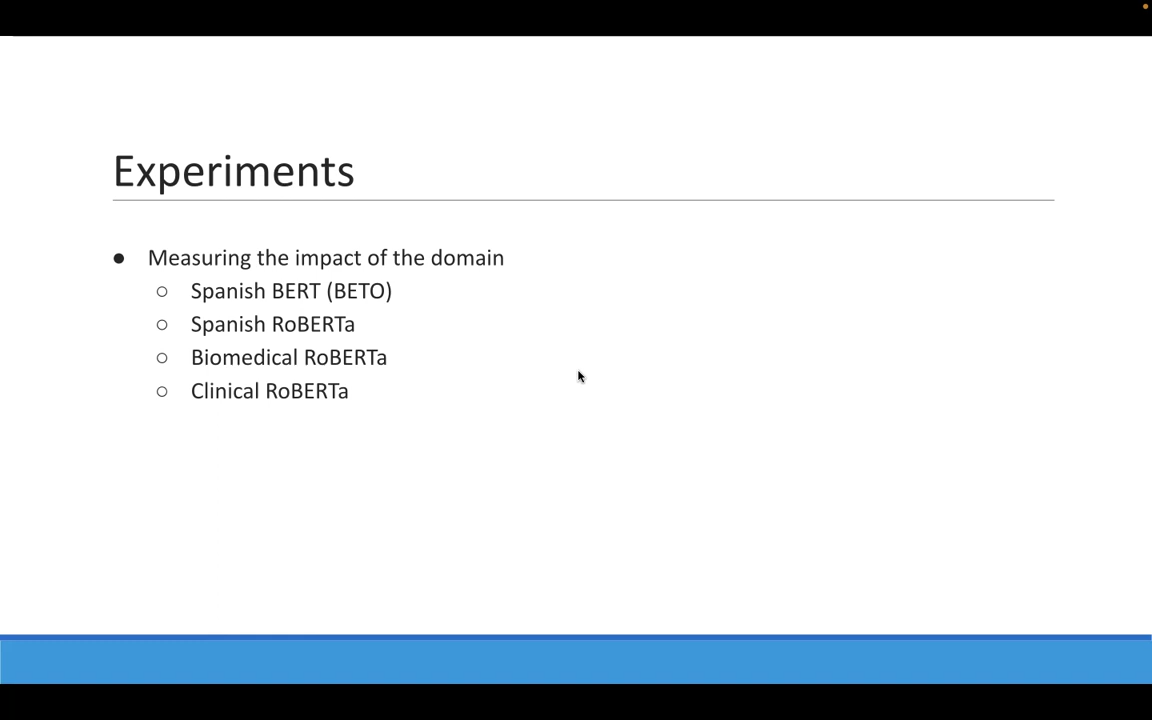 Experiments
● Measuring the impact of the domain
○ Spanish BERT (BETO)
○ Spanish RoBERTa
○ Biomedical RoBERTa
○ Clinical RoBERTa